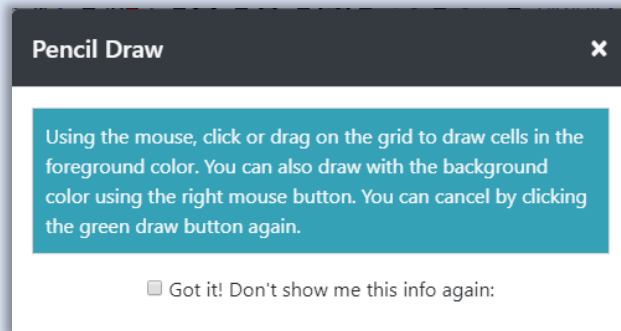 Pencil Draw
Using the mouse, click or drag on the grid to draw cells in the
foreground color. You can also draw with the background
color using the right mouse button. You can cancel by clicking
the green draw button again.
Got it! Don't show me this info again: